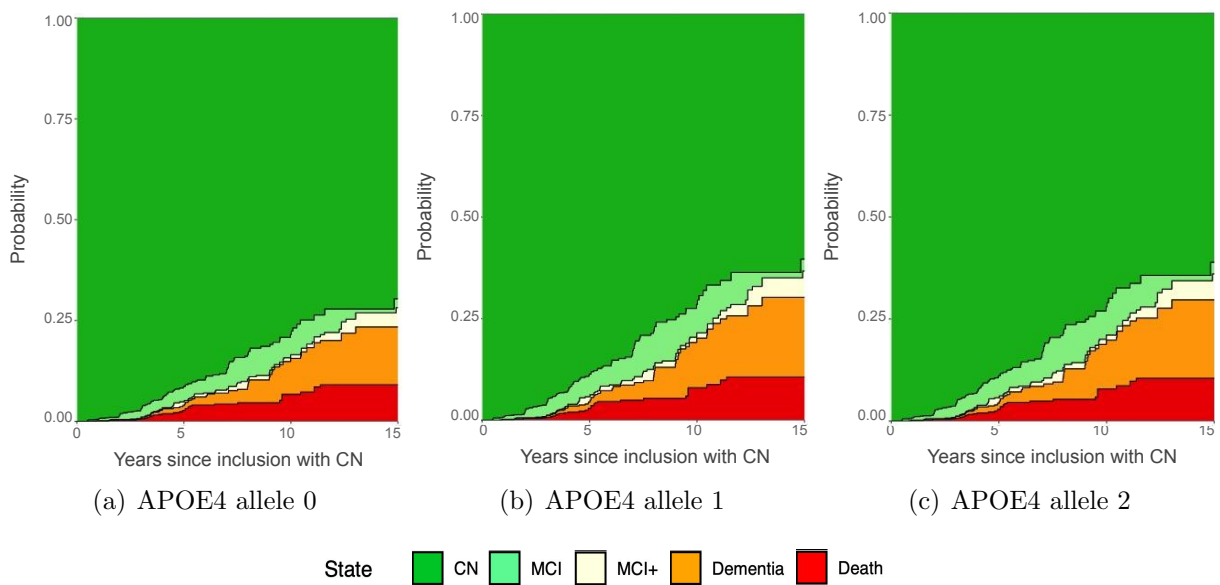 1.00
0.75
0.50
0.25
0.00
Probability
0 5 10 15
Years since inclusion with CN
(a) APOE4 allele 0
1.00
0.75
0.50
0.25
0.00
Probability
0 5 10 15
Years since inclusion with CN
(b) APOE4 allele 1
1.00
0.75
0.50
0.25
0.00
Probability
0 5 10 15
Years since inclusion with CN
(c) APOE4 allele 2
State CN MCI MCI+ Dementia Death